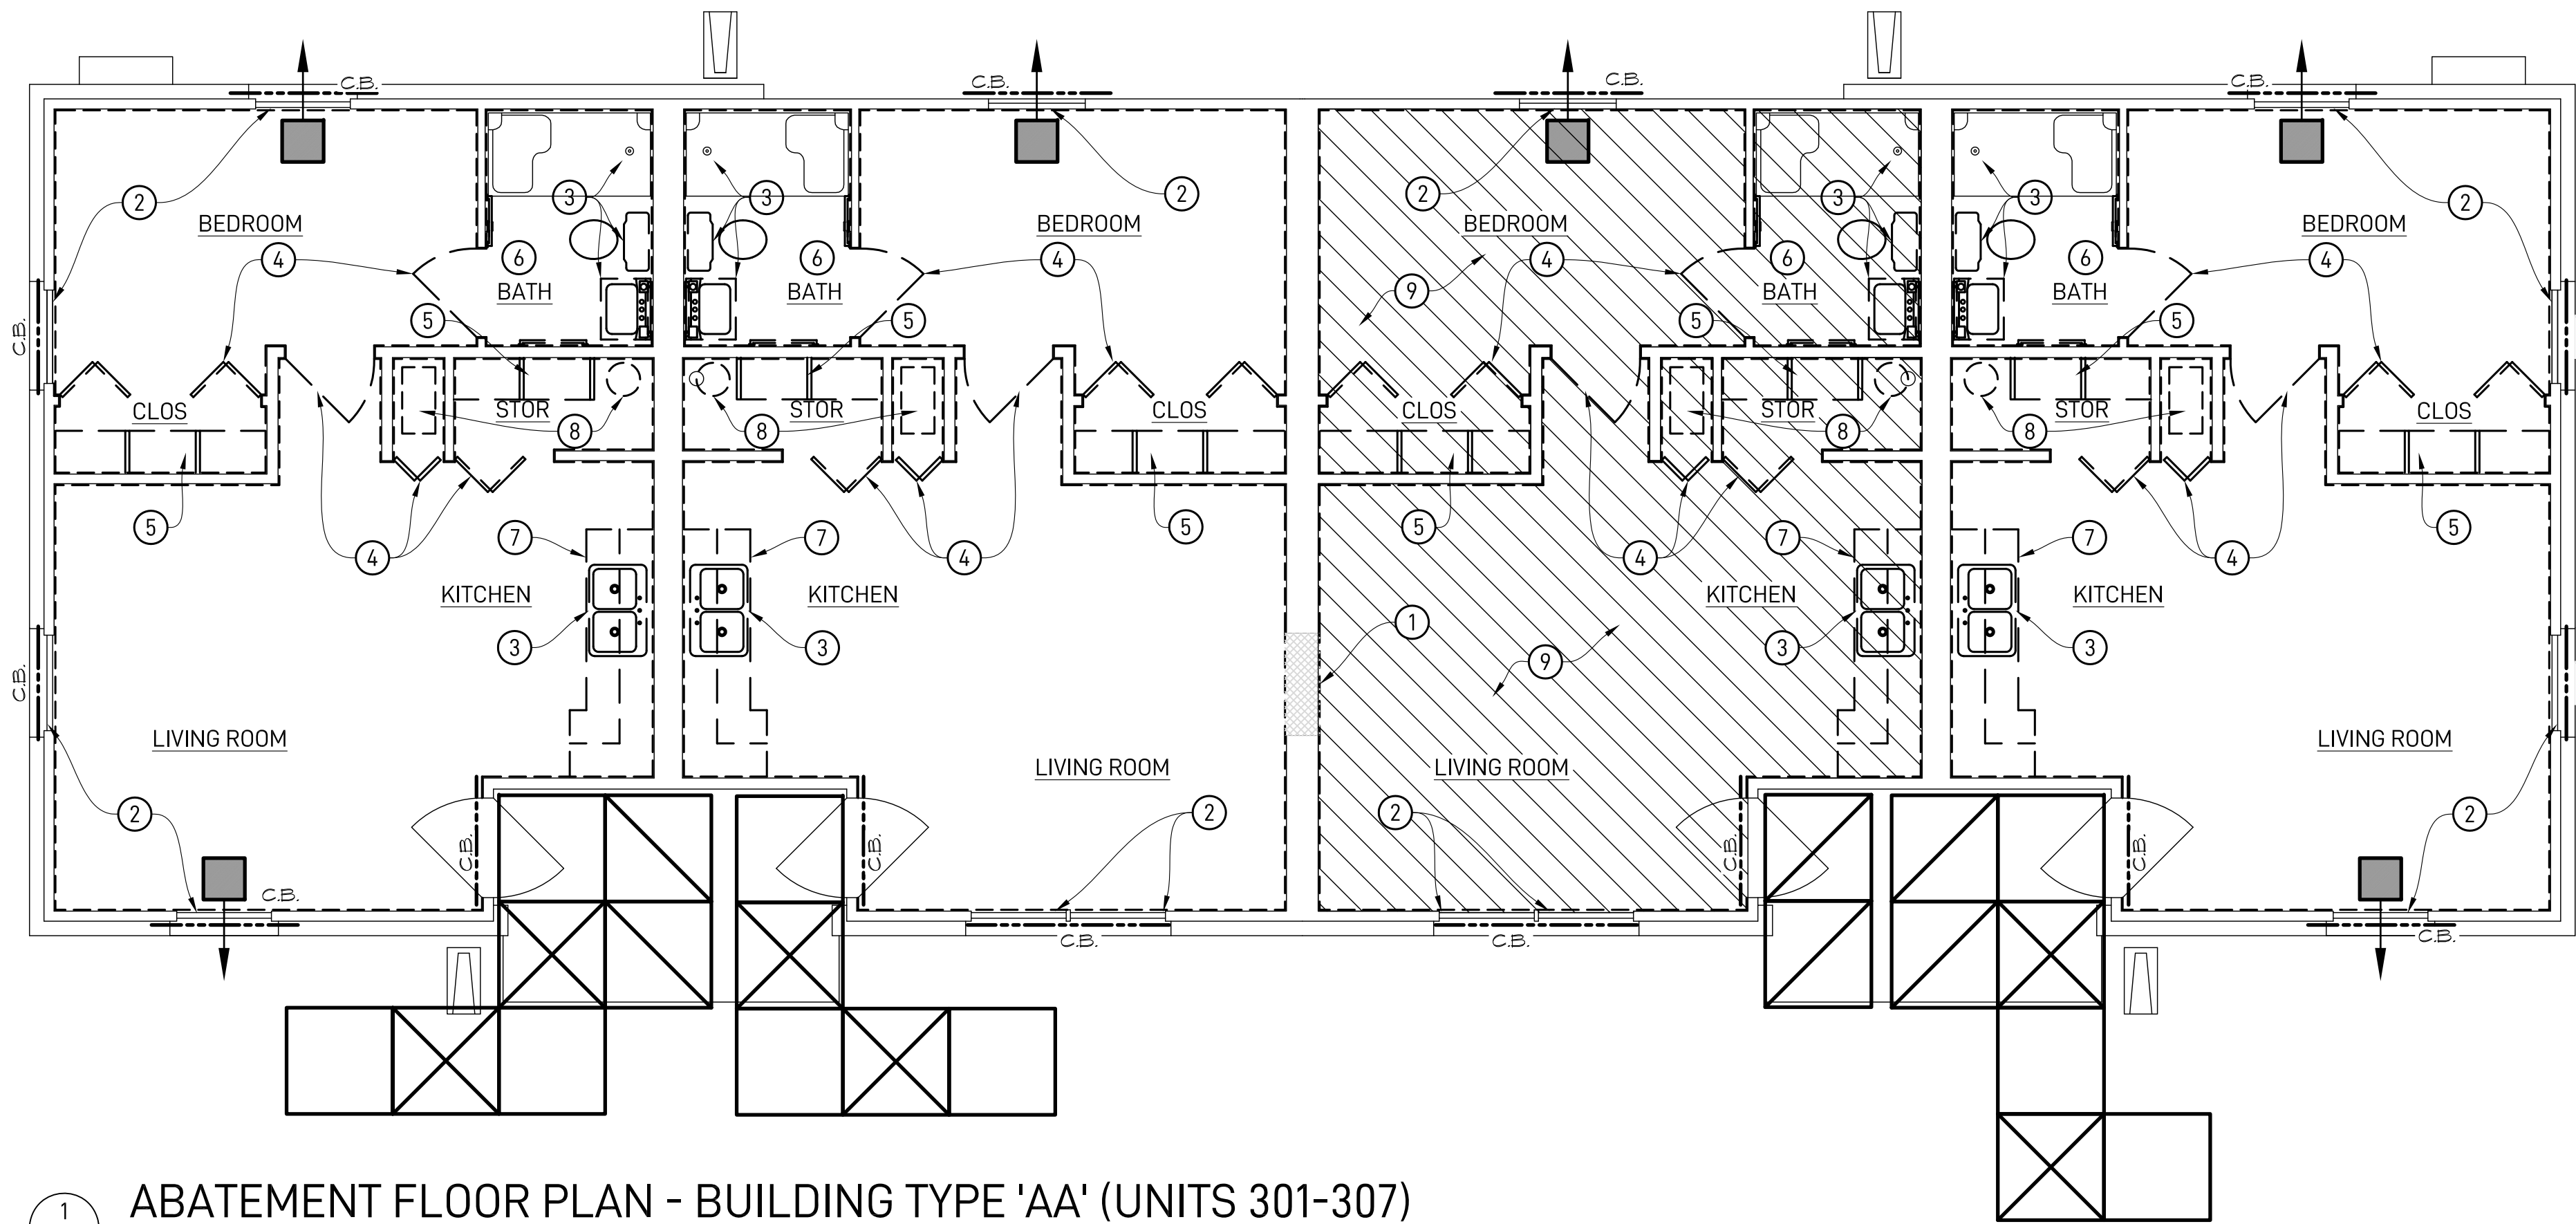 C.B. C.B. C.B. C.B.
2 3 3 2 2 3 3 2
BEDROOM BEDROOM BEDROOM BEDROOM
4 6 6 4 4 6 6 4
BATH BATH 9 BATH BATH
C.B. 5 5 5 5
CLOS STOR STOR CLOS CLOS STOR STOR CLOS
8 8 8 8
5 4 7 7 4 5 5 4 7 7 4 5
KITCHEN KITCHEN KITCHEN KITCHEN
3 3 1 3 3
C.B. 9
LIVING ROOM LIVING ROOM LIVING ROOM LIVING ROOM
2 2 2 2
C.B. C.B. C.B. C.B.
C.B. C.B. C.B. C.B.
1 ABATEMENT FLOOR PLAN - BUILDING TYPE 'AA' (UNITS 301-307)